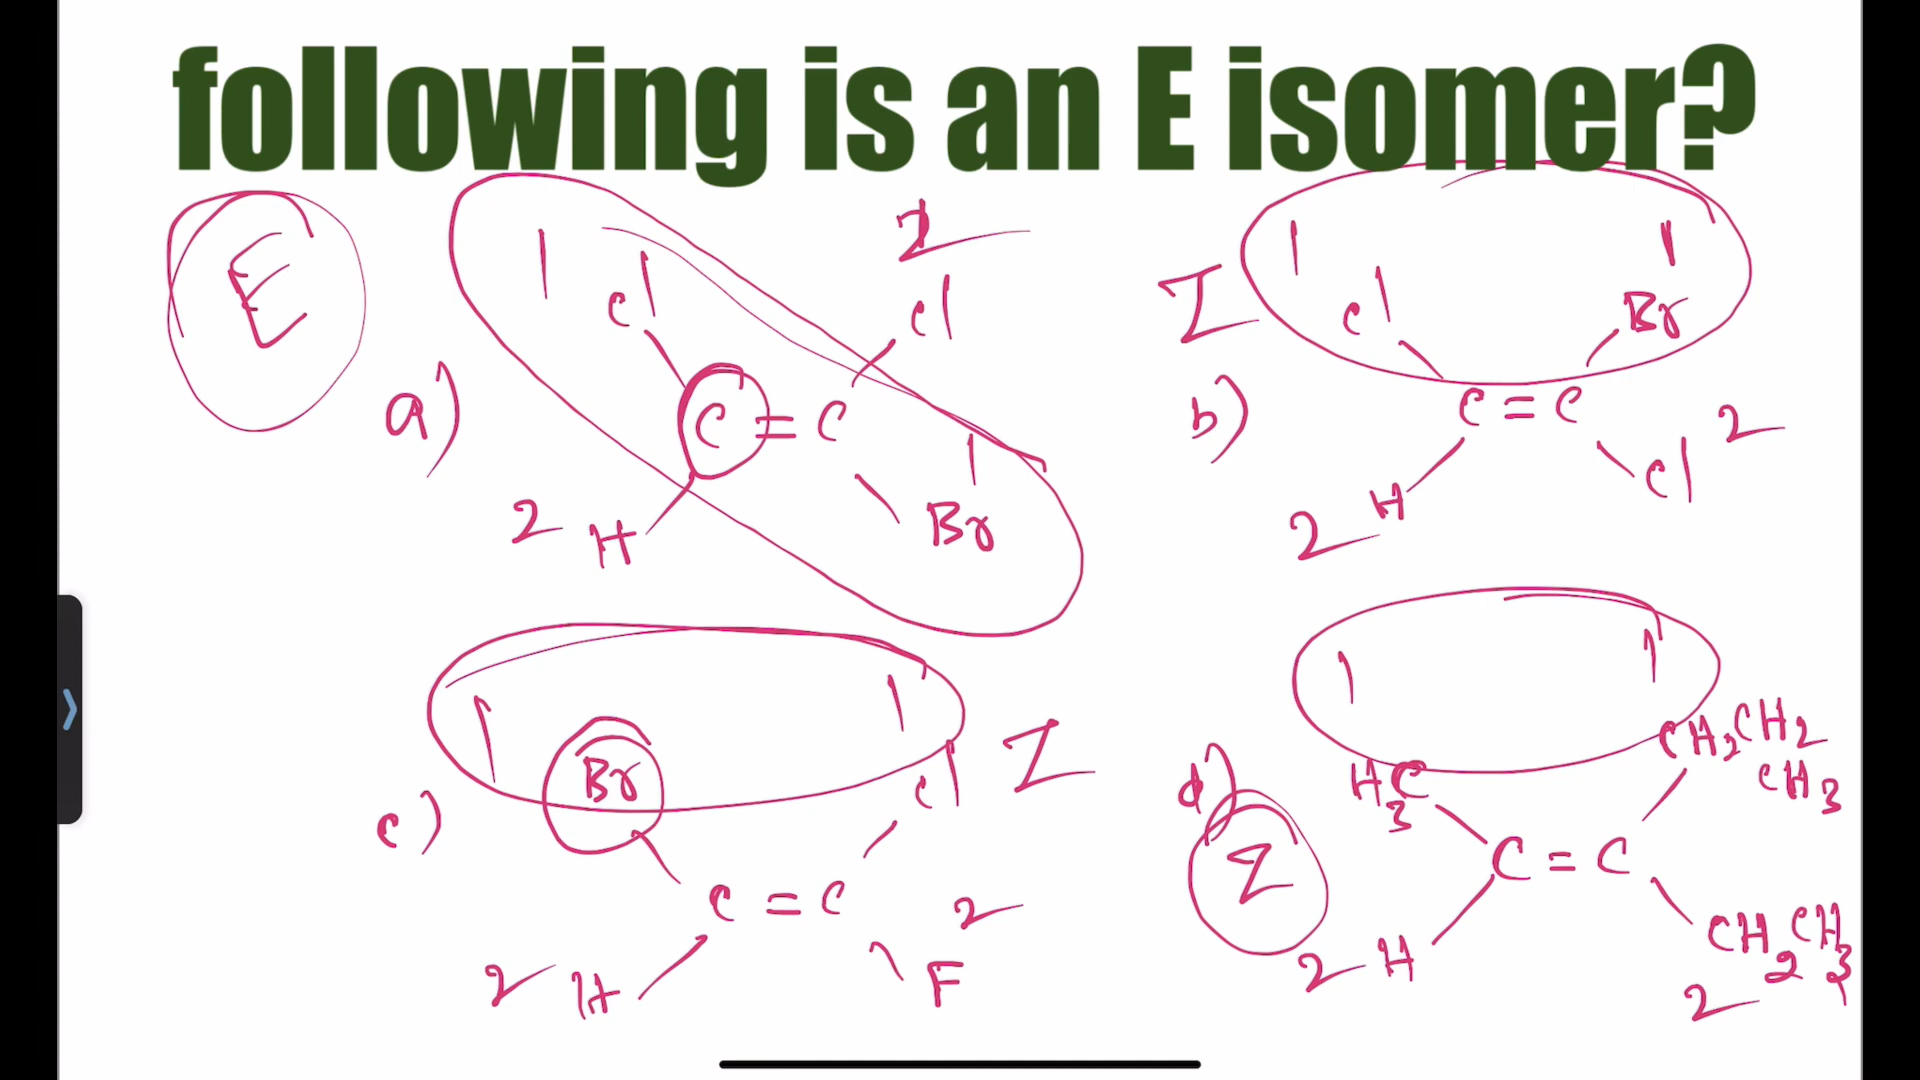 following is an E isomer?
E
1 Cl
2
Cl
a)
C = C
2 H
1
Br
Z
1
1
Cl
Br
b)
C = C
2
Cl
2 H
1
1
Br
Cl
Z
c)
C = C
2 H
2
F
1
1
H3C
CH2CH2
CH3
d)
Z
C = C
2 H
CH2CH3
2